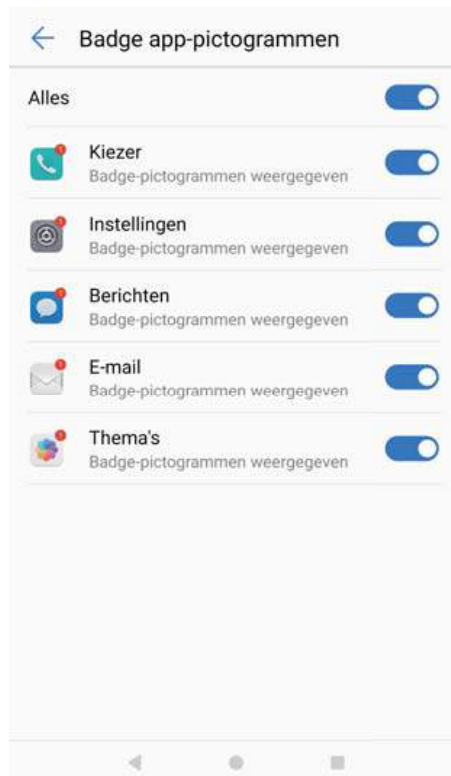 Badge app-pictogrammen
Alles
Kiezer
Badge-pictogrammen weergegeven
Instellingen
Badge-pictogrammen weergegeven
Berichten
Badge-pictogrammen weergegeven
E-mail
Badge-pictogrammen weergegeven
Thema's
Badge-pictogrammen weergegeven